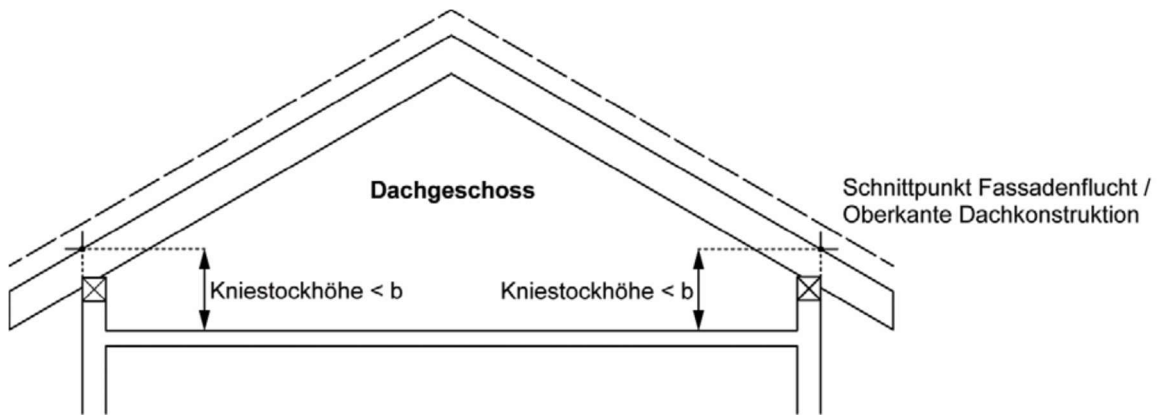 Dachgeschoss
Schnittpunkt Fassadenflucht /
Oberkante Dachkonstruktion
Kniestockhöhe < b
Kniestockhöhe < b